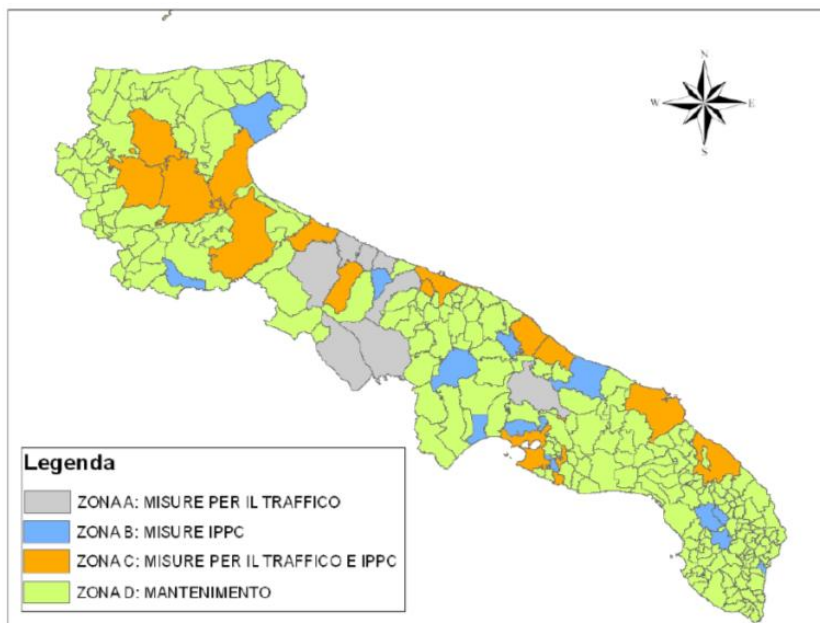 N
W E
S
Legenda
ZONA A: MISURE PER IL TRAFFICO
ZONA B: MISURE IPPC
ZONA C: MISURE PER IL TRAFFICO E IPPC
ZONA D: MANTENIMENTO